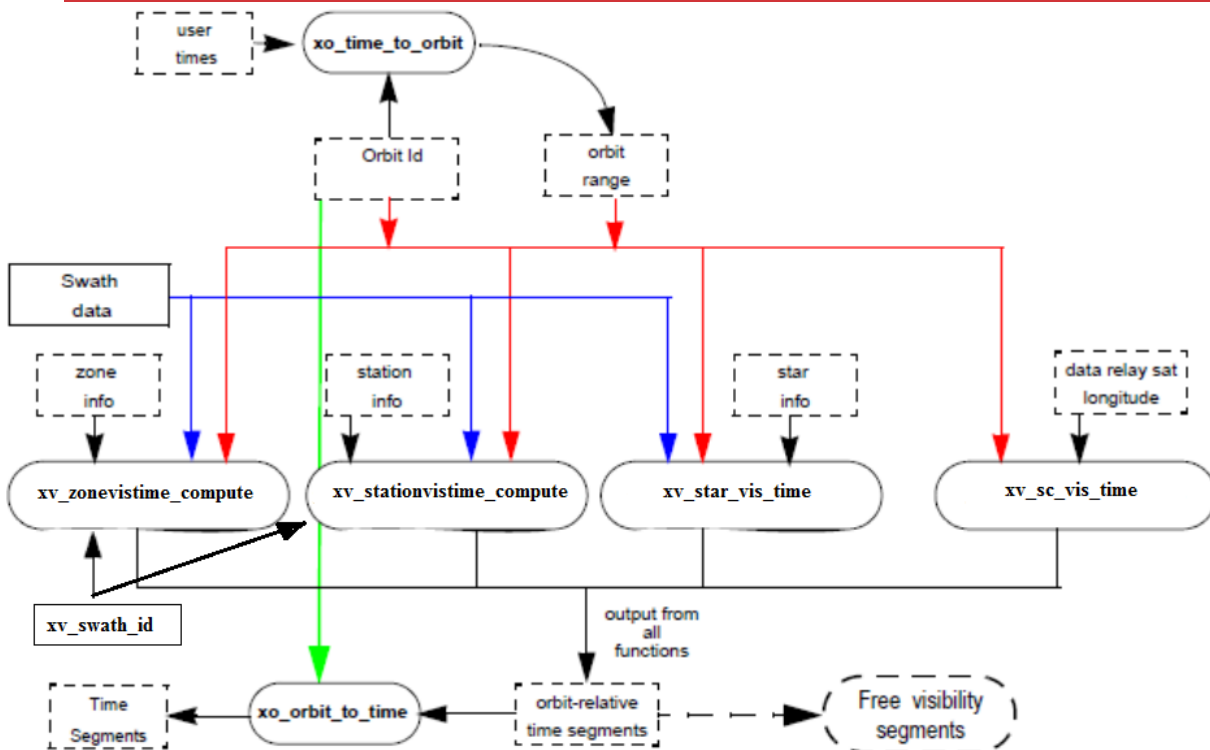 user
times
xo_time_to_orbit
Orbit Id
orbit
range
Swath
data
zone
info
station
info
star
info
data relay sat
longitude
xv_zonevistime_compute
xv_stationvistime_compute
xv_star_vis_time
xv_sc_vis_time
xv_swath_id
output from
all
functions
Time
Segments
xo_orbit_to_time
orbit-relative
time segments
Free visibility
segments